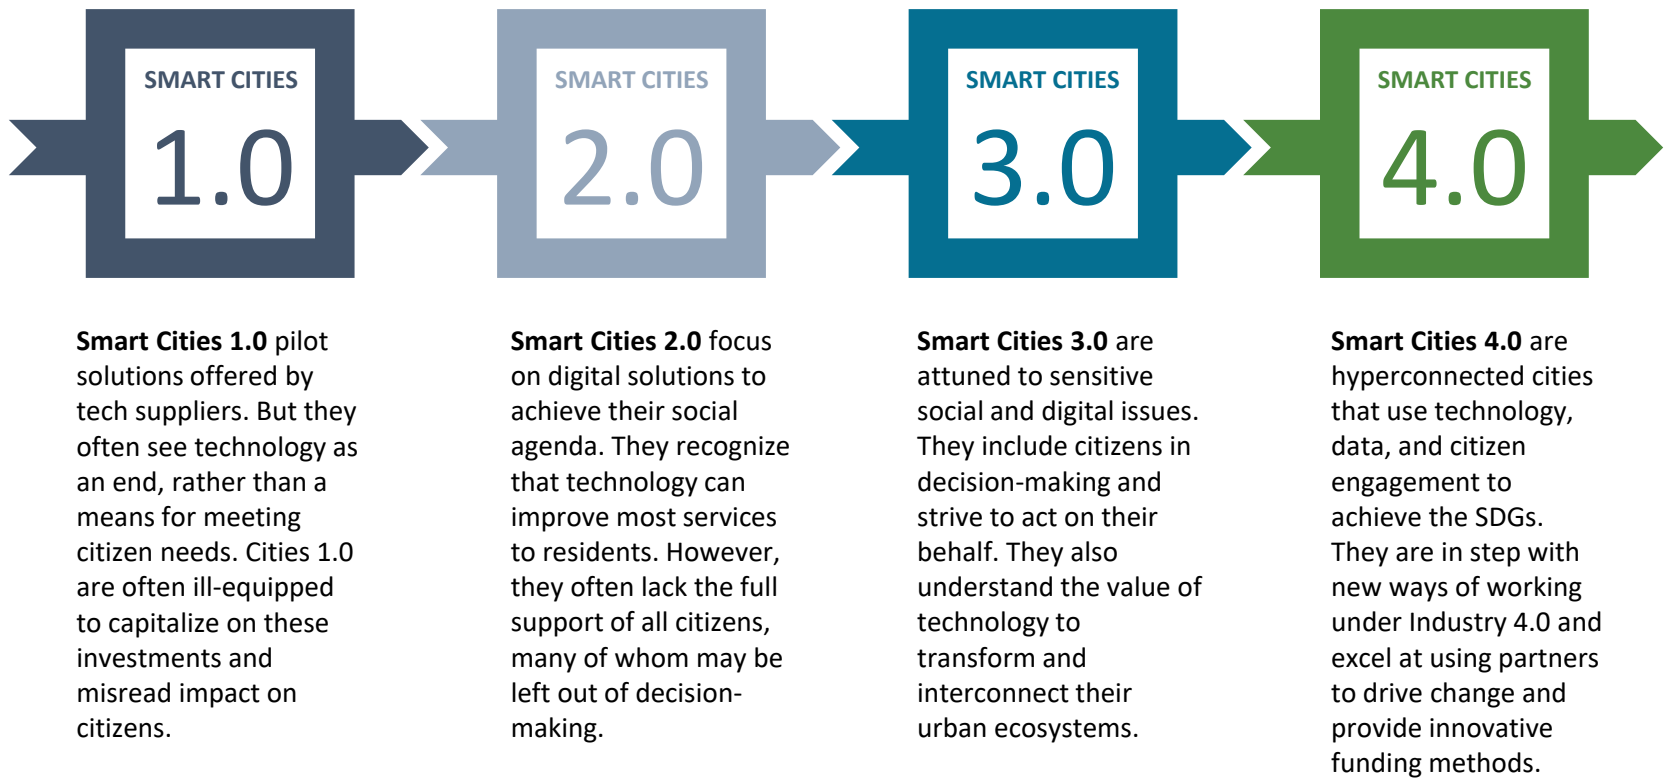 SMART CITIES
1.0
SMART CITIES
2.0
SMART CITIES
3.0
SMART CITIES
4.0
Smart Cities 1.0 pilot
solutions offered by
tech suppliers. But they
often see technology as
an end, rather than a
means for meeting
citizen needs. Cities 1.0
are often ill-equipped
to capitalize on these
investments and
misread impact on
citizens.
Smart Cities 2.0 focus
on digital solutions to
achieve their social
agenda. They recognize
that technology can
improve most services
to residents. However,
they often lack the full
support of all citizens,
many of whom may be
left out of decision-
making.
Smart Cities 3.0 are
attuned to sensitive
social and digital issues.
They include citizens in
decision-making and
strive to act on their
behalf. They also
understand the value of
technology to
transform and
interconnect their
urban ecosystems.
Smart Cities 4.0 are
hyperconnected cities
that use technology,
data, and citizen
engagement to
achieve the SDGs.
They are in step with
new ways of working
under Industry 4.0 and
excel at using partners
to drive change and
provide innovative
funding methods.